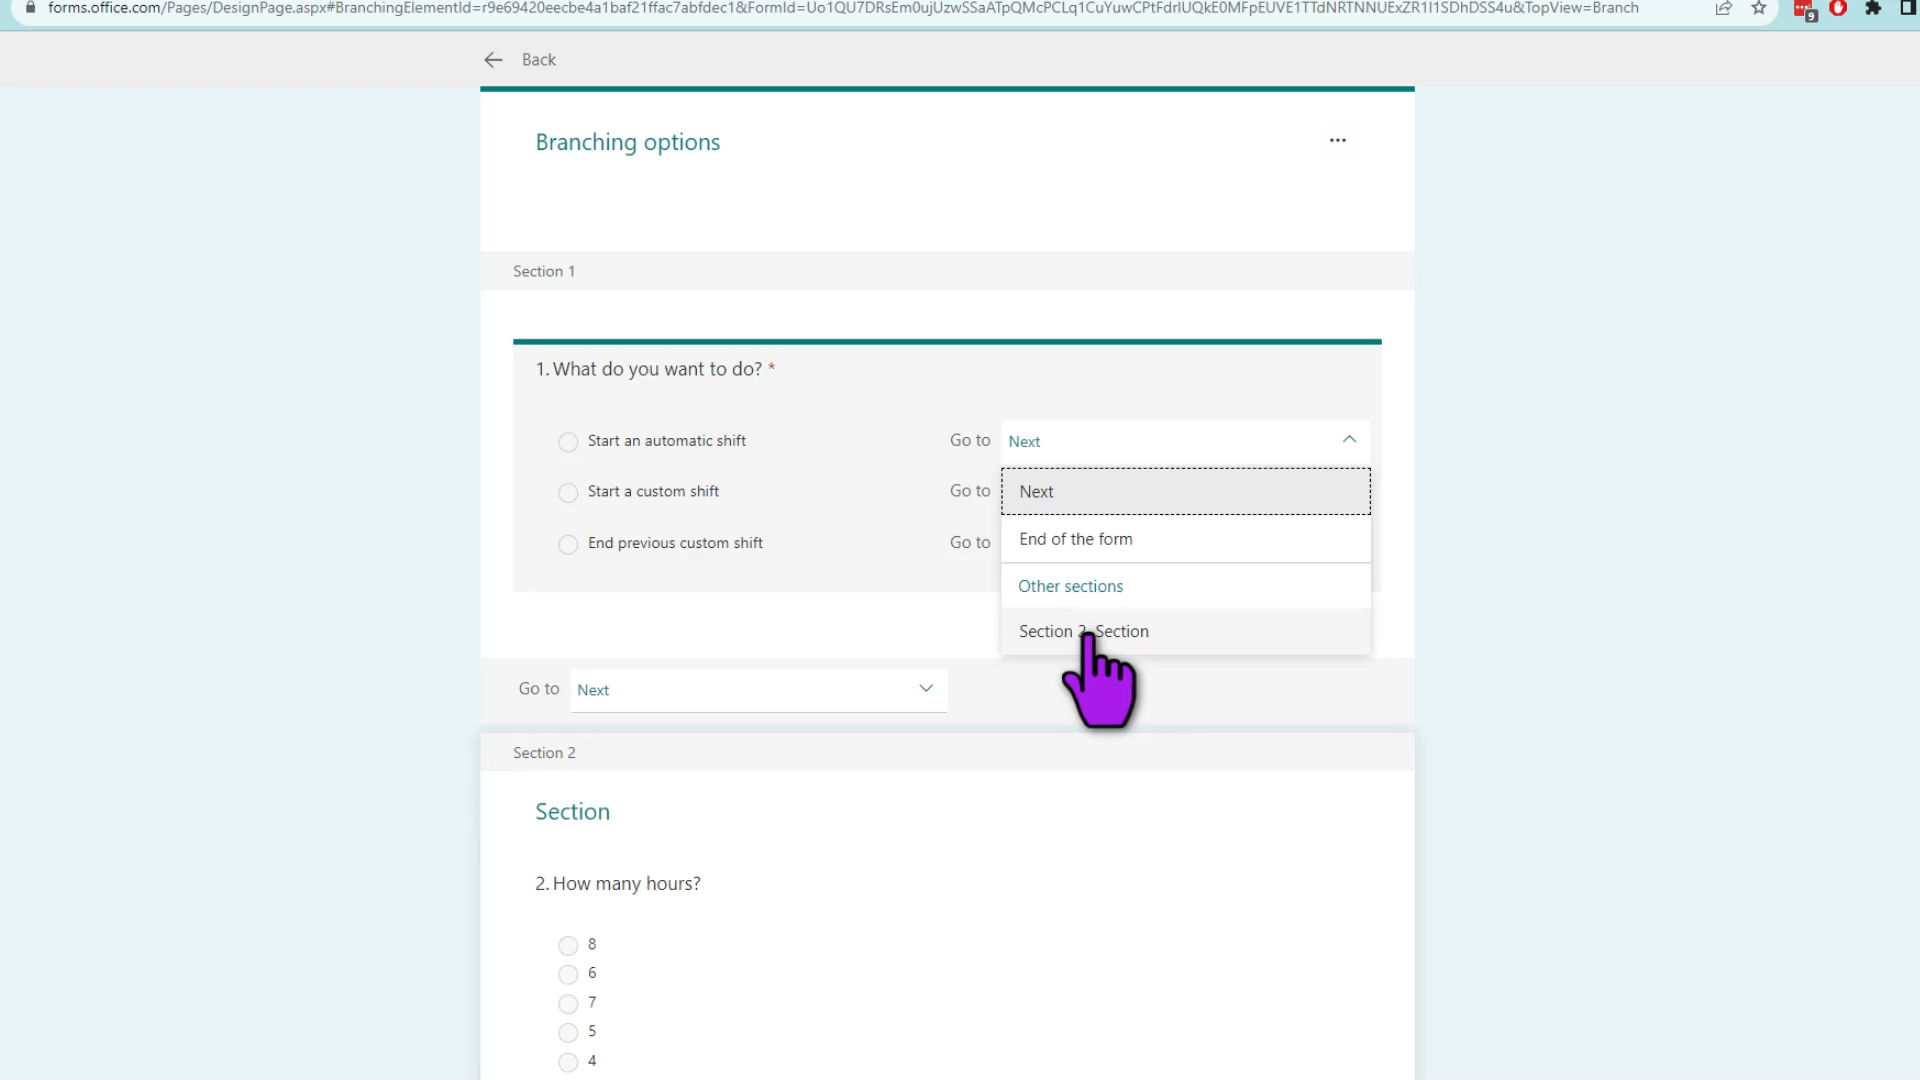 forms.office.com/Pages/DesignPage.aspx#BranchingElementId=r9e69420eecbe4a1baf21ffac7abfdec1&FormId=Uo1QU7DRsEm0ujUzwSSaATpQMcPCLq1CuYuwCPtFdrlUQkE0MFpEUVE1TTdNRTNNUExZR1I1SDhDSS4u&TopView=Branch
9
Back
Branching options
Section 1
1. What do you want to do? *
Start an automatic shift Go to Next
Start a custom shift Go to Next
End previous custom shift Go to End of the form
Other sections
Section 2. Section
Go to Next
Section 2
Section
2. How many hours?
8
6
7
5
4